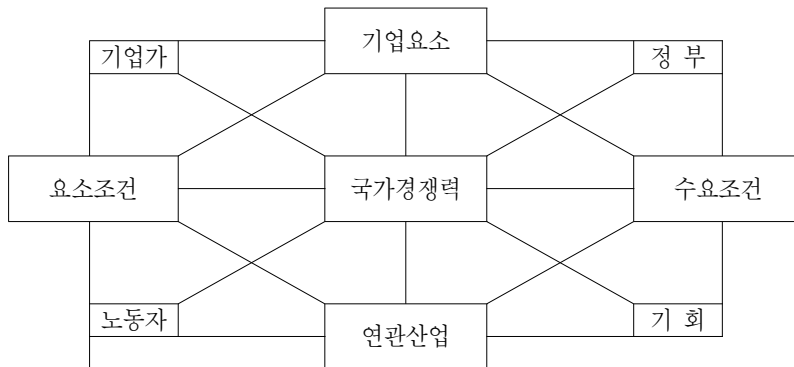 기업요소
기업가
정 부
요소조건
국가경쟁력
수요조건
노동자
기 회
연관산업